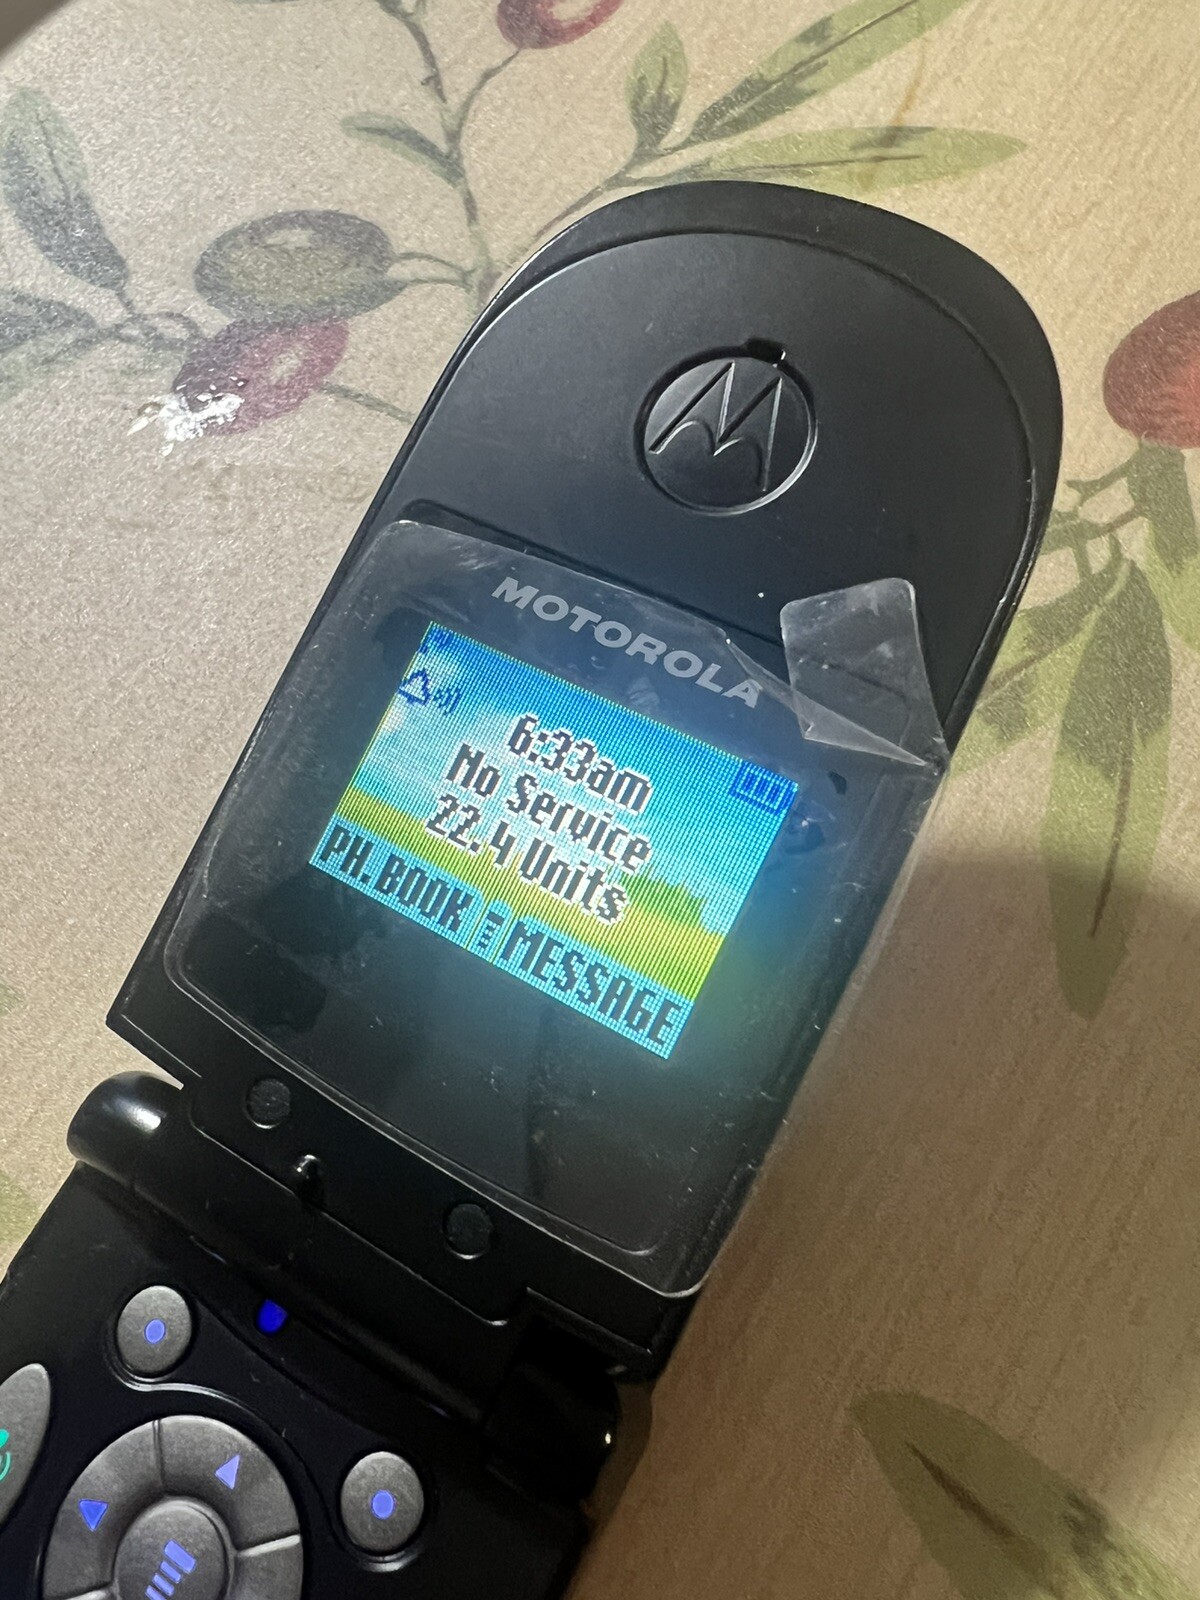 MOTOROLA
6:33am
No Service
22.4 Units
PH. BOOK MESSAGE